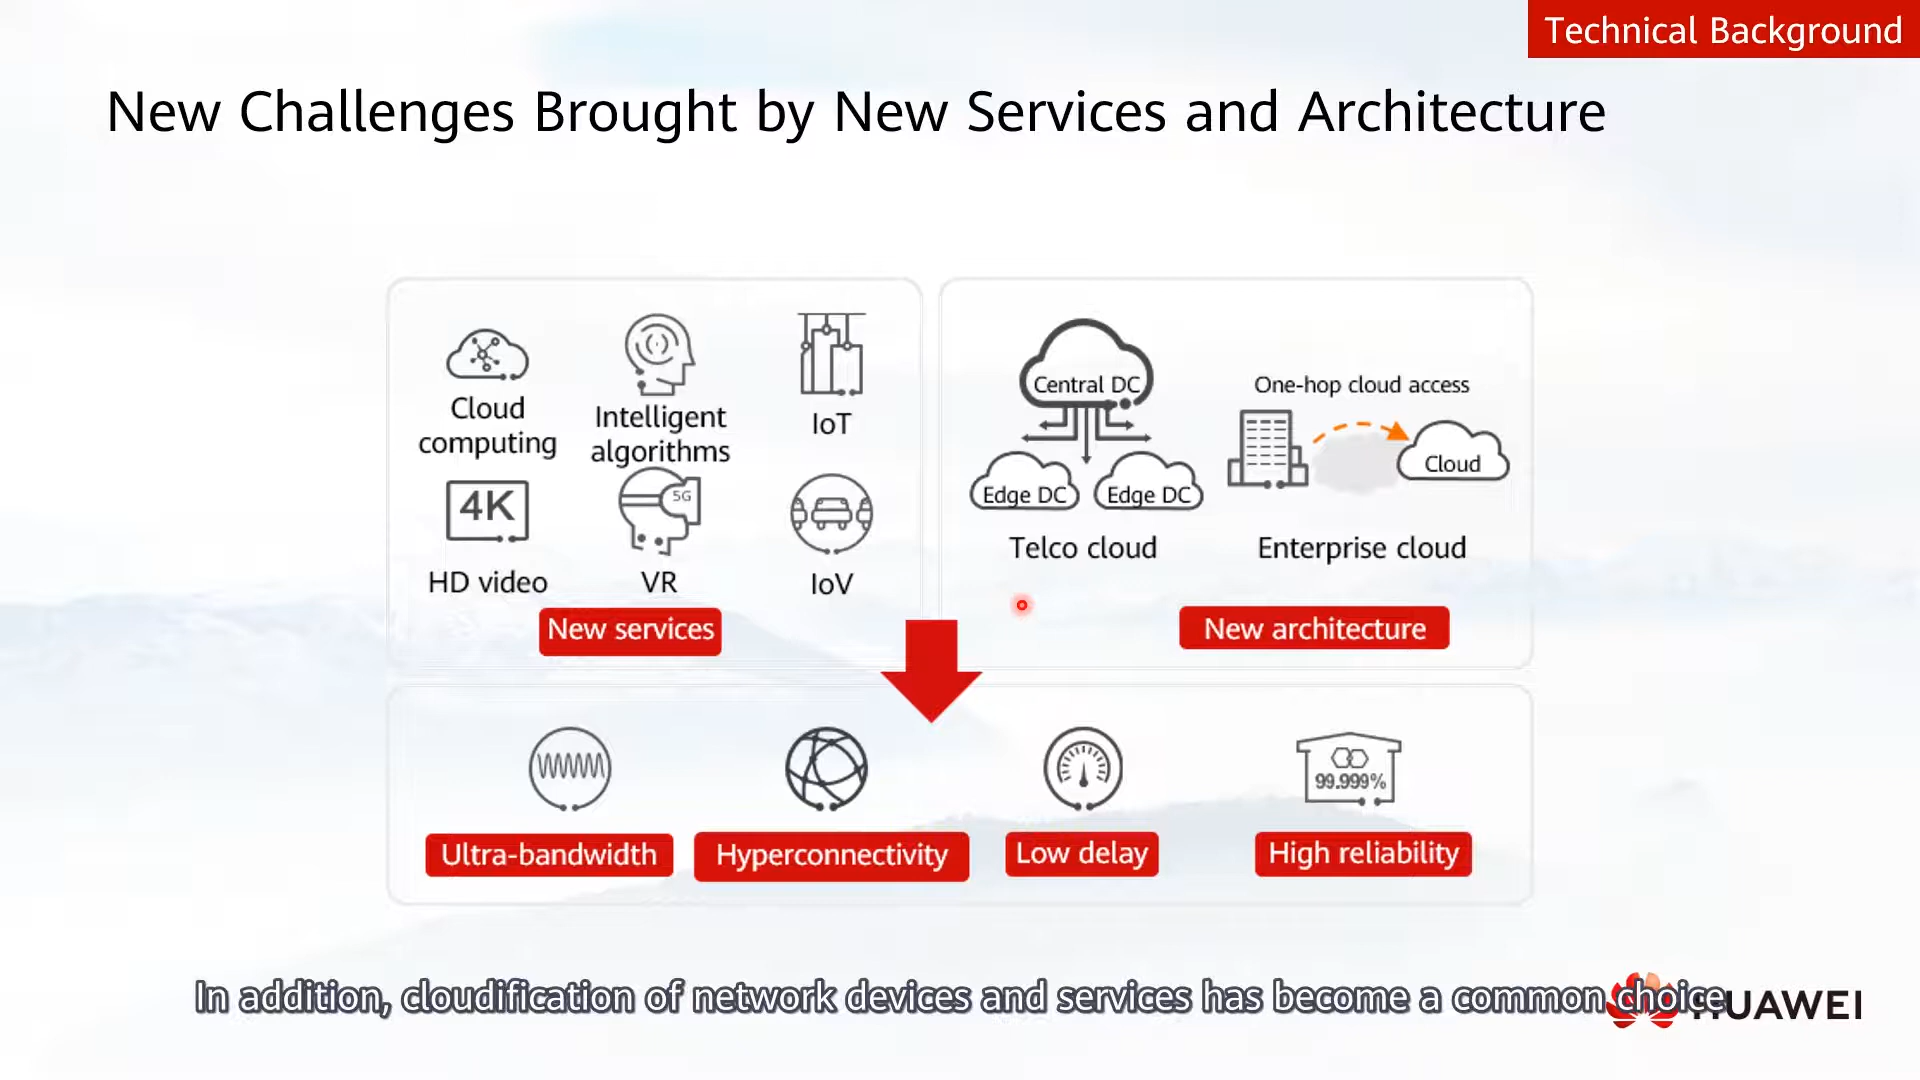 Technical Background
New Challenges Brought by New Services and Architecture
Cloud
computing
Intelligent
algorithms
IoT
4K
HD video
5G
VR
IoV
New services
Central DC
Edge DC
Edge DC
Telco cloud
One-hop cloud access
Cloud
Enterprise cloud
New architecture
Ultra-bandwidth
Hyperconnectivity
Low delay
99.999%
High reliability
In addition, cloudification of network devices and services has become a common choice
HUAWEI